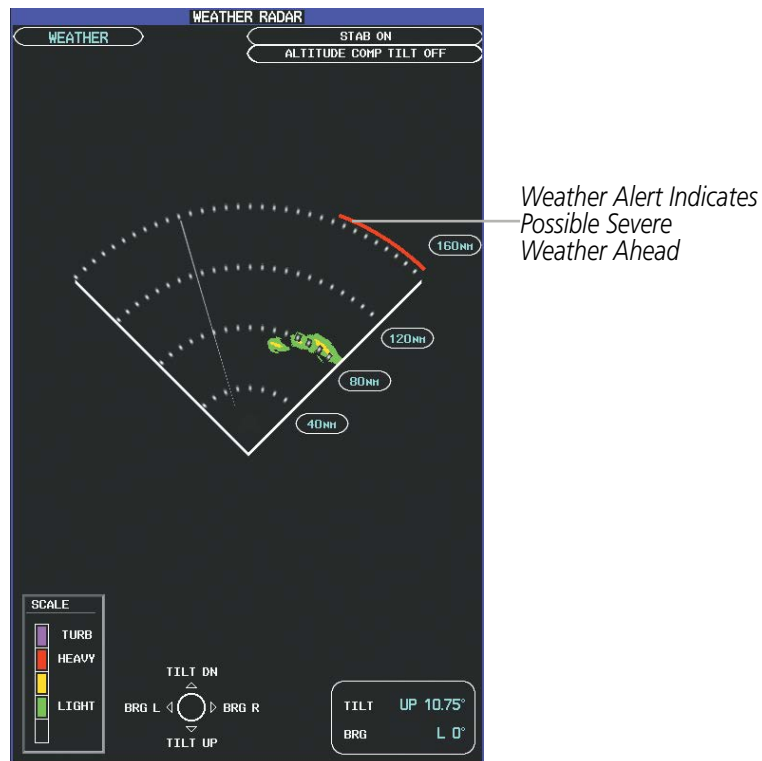 WEATHER RADAR
WEATHER
STAB ON
ALTITUDE COMP TILT OFF
Weather Alert Indicates
Possible Severe
Weather Ahead
160NM
120NM
80NM
40NM
SCALE
TURB
HEAVY
LIGHT
TILT DN
BRG L
BRG R
TILT UP
TILT UP 10.75°
BRG L 0°